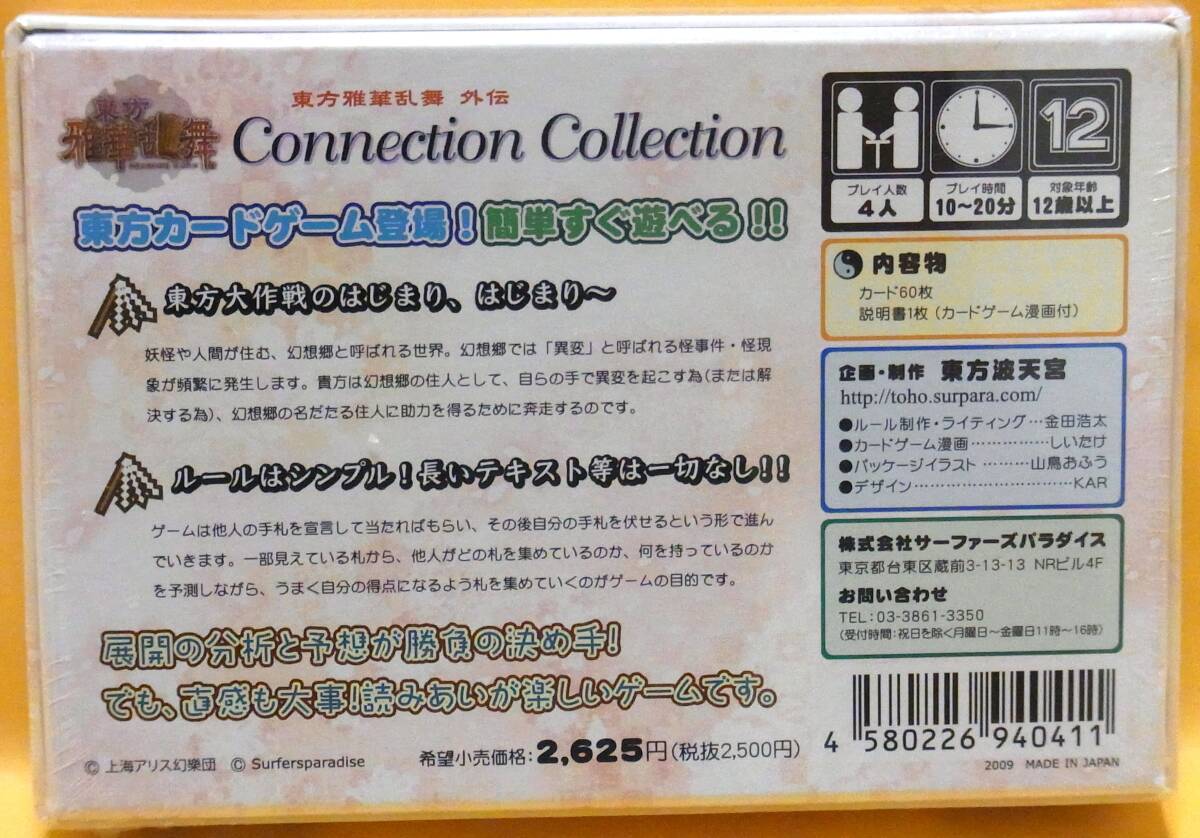 東方
雅華乱舞
東方雅華乱舞 外伝
Connection Collection
東方カードゲーム登場！簡単すぐ遊べる！！
東方大作戦のはじまり、はじまり～
妖怪や人間が住む、幻想郷と呼ばれる世界。幻想郷では「異変」と呼ばれる怪事件・怪現
象が頻繁に発生します。貴方は幻想郷の住人として、自らの手で異変を起こす為(または解
決する為)、幻想郷の名だたる住人に助力を得るために奔走するのです。
ルールはシンプル！長いテキスト等は一切なし！！
ゲームは他人の手札を宣言して当たればもらい、その後自分の手札を伏せるという形で進ん
でいきます。一部見えている札から、他人がどの札を集めているのか、何を持っているのか
を予測しながら、うまく自分の得点になるよう札を集めていくのがゲームの目的です。
展開の分析と予想が勝負の決め手！
でも、直感も大事！読みあいが楽しいゲームです。
© 上海アリス幻樂団 © Surfersparadise
希望小売価格：2,625円(税抜2,500円)
12
プレイ人数
4人
プレイ時間
10～20分
対象年齢
12歳以上
内容物
カード60枚
説明書1枚（カードゲーム漫画付）
企画・制作 東方波天宮
http://toho.surpara.com/
●ルール制作・ライティング…金田浩太
●カードゲーム漫画……………しいたけ
●パッケージイラスト………山鳥おふう
●デザイン…………………………KAR
株式会社サーファーズパラダイス
東京都台東区蔵前3-13-13 NRビル4F
お問い合わせ
TEL：03-3861-3350
(受付時間：祝日を除く月曜日～金曜日11時～16時)
4 580226 940411
2009 MADE IN JAPAN